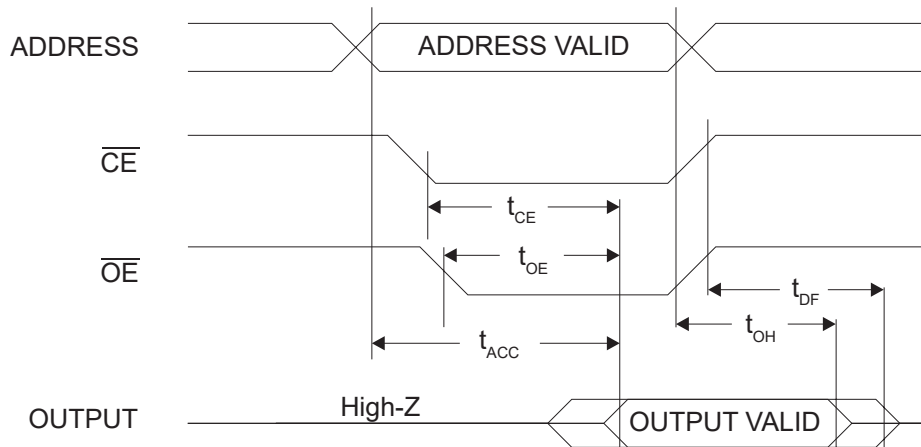 ADDRESS
ADDRESS VALID
CE
tCE
OE
tOE
tDF
tOH
tACC
OUTPUT
High-Z
OUTPUT VALID